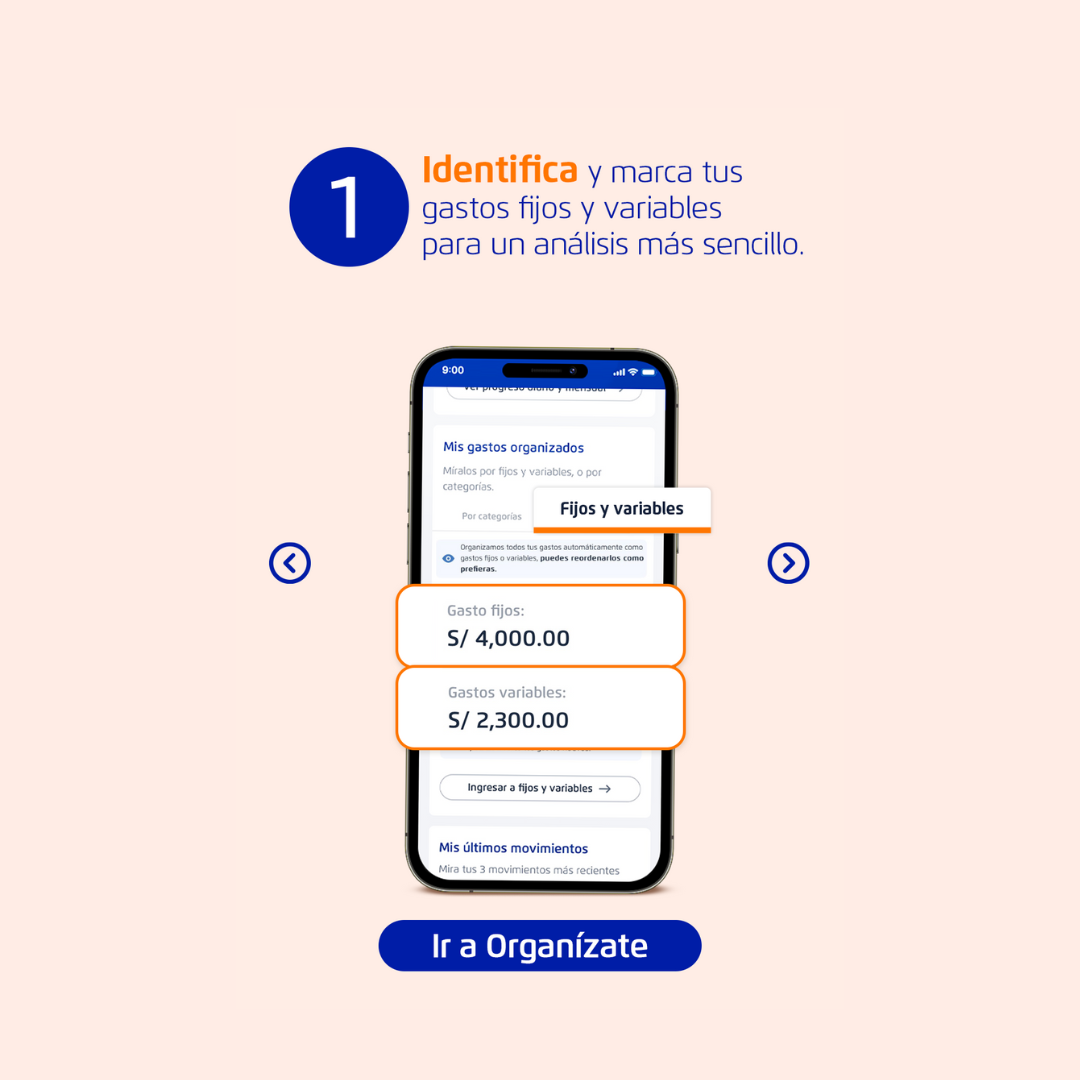 1
Identifica y marca tus
gastos fijos y variables
para un análisis más sencillo.
9:00
Ver progreso diario y mensual
Mis gastos organizados
Míralos por fijos y variables, o por
categorías.
Por categorías
Fijos y variables
Organizamos todos tus gastos automáticamente como
gastos fijos o variables, puedes reordenarlos como
prefieras.
Gasto fijos:
S/ 4,000.00
Gastos variables:
S/ 2,300.00
Ingresar a fijos y variables →
Mis últimos movimientos
Mira tus 3 movimientos más recientes
Ir a Organízate